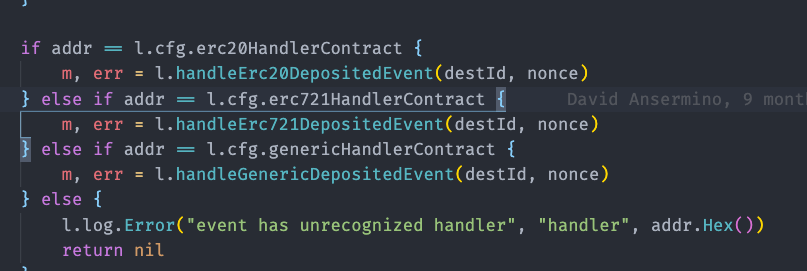 }
if addr == l.cfg.erc20HandlerContract {
m, err = l.handleErc20DepositedEvent(destId, nonce)
} else if addr == l.cfg.erc721HandlerContract { David Ansermino, 9 mont
m, err = l.handleErc721DepositedEvent(destId, nonce)
} else if addr == l.cfg.genericHandlerContract {
m, err = l.handleGenericDepositedEvent(destId, nonce)
} else {
l.log.Error("event has unrecognized handler", "handler", addr.Hex())
return nil
}